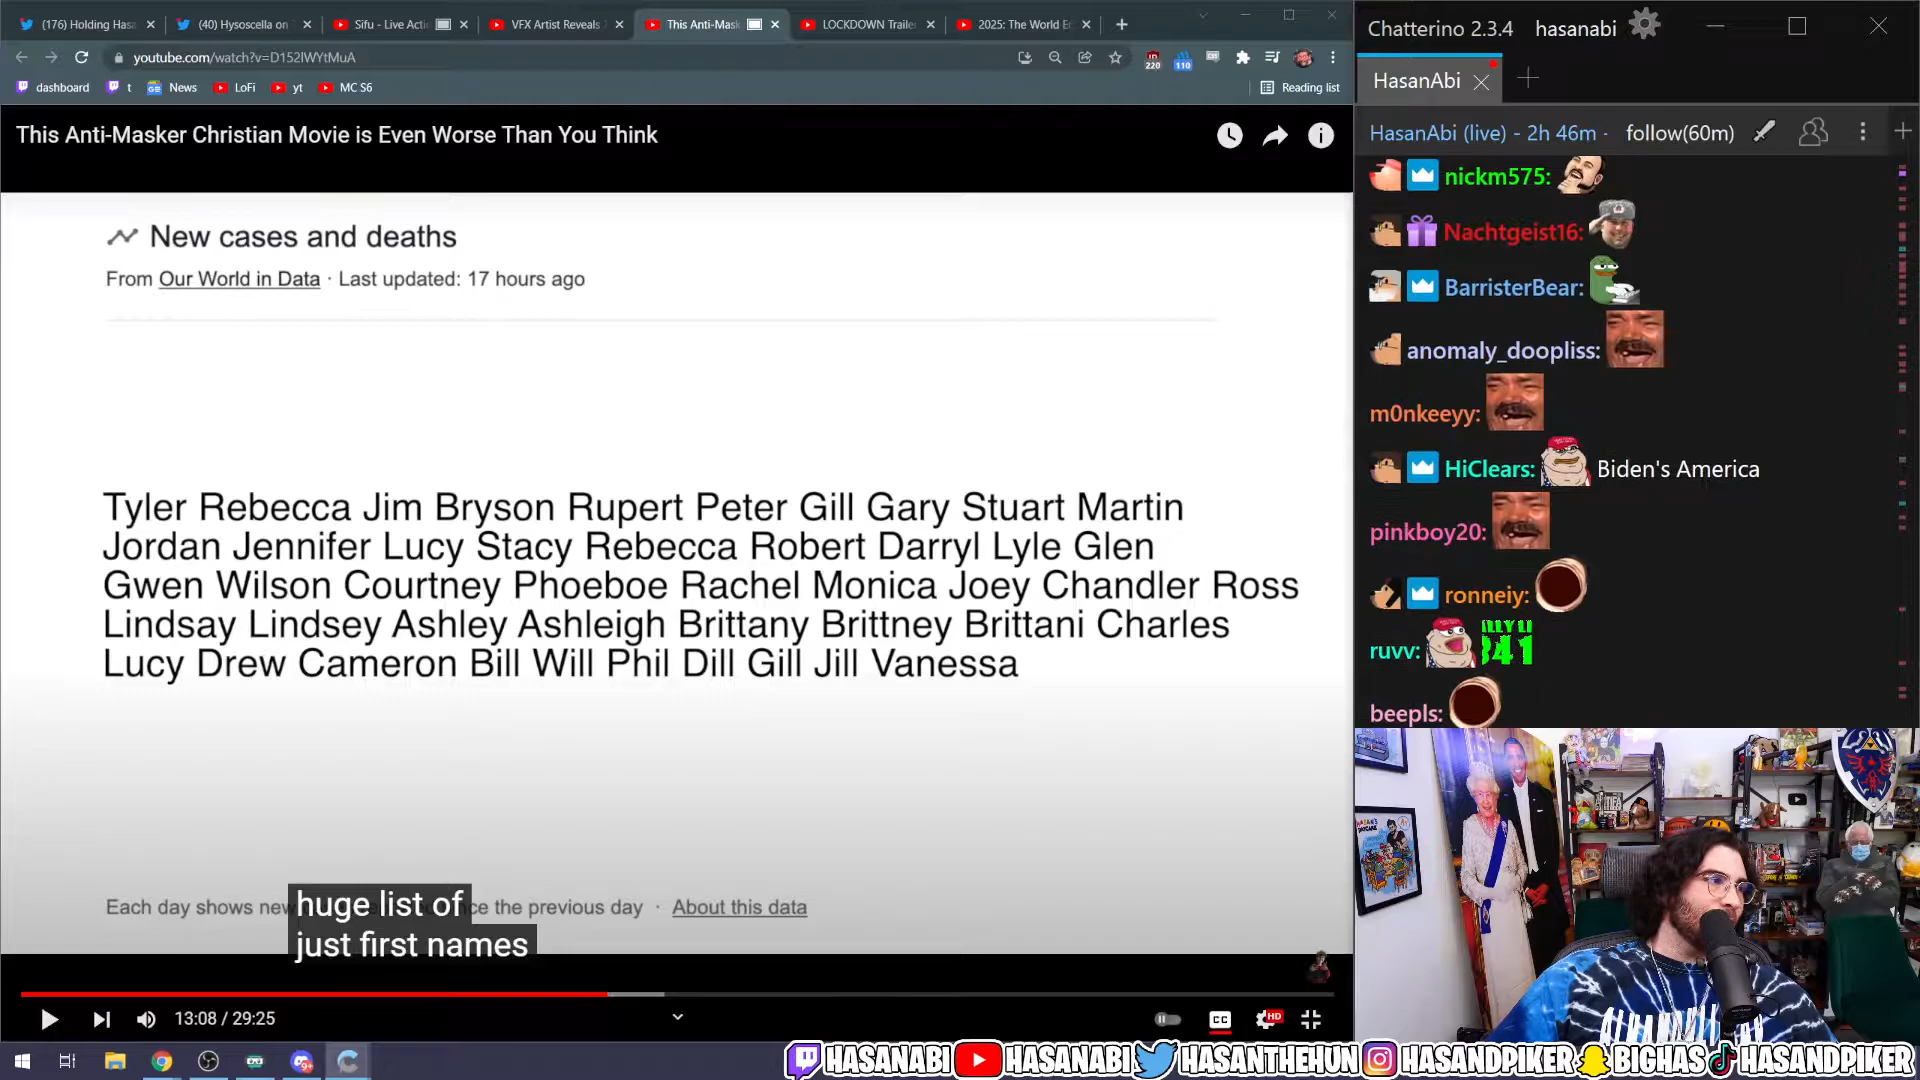 (176) Holding Hasa
(40) Hysoscella on
Sifu - Live Acti
VFX Artist Reveals
This Anti-Mask
LOCKDOWN Traile
2025: The World E
youtube.com/watch?v=D152lWYtMuA
220
110
dashboard
t
News
LoFi
yt
MC S6
Reading list
This Anti-Masker Christian Movie is Even Worse Than You Think
New cases and deaths
From Our World in Data · Last updated: 17 hours ago
Tyler Rebecca Jim Bryson Rupert Peter Gill Gary Stuart Martin
Jordan Jennifer Lucy Stacy Rebecca Robert Darryl Lyle Glen
Gwen Wilson Courtney Phoeboe Rachel Monica Joey Chandler Ross
Lindsay Lindsey Ashley Ashleigh Brittany Brittney Brittani Charles
Lucy Drew Cameron Bill Will Phil Dill Gill Jill Vanessa
Each day shows new
ce the previous day · About this data
huge list of
just first names
13:08 / 29:25
CC
HD
Chatterino 2.3.4
hasanabi
HasanAbi
HasanAbi (live) - 2h 46m -
follow(60m)
nickm575:
Nachtgeist16:
BarristerBear:
anomaly_doopliss:
m0nkeeyy:
HiClears: Biden's America
pinkboy20:
ronneiy:
ruvv:
beepls:
HASANABI
HASANABI
HASANTHEHUN
HASANDPIKER
BIGHAS
HASANDPIKER